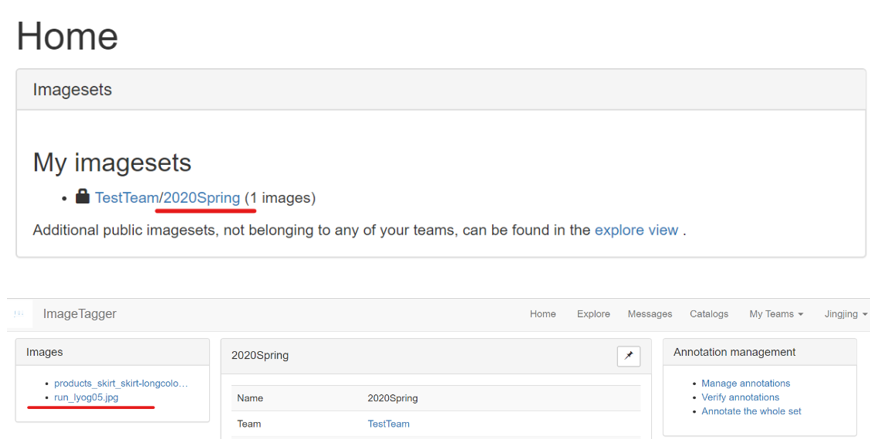 Home
Imagesets
My imagesets
TestTeam/2020Spring (1 images)
Additional public imagesets, not belonging to any of your teams, can be found in the explore view .
ImageTagger Home Explore Messages Catalogs My Teams Jingjing
Images
products_skirt_skirt-longcolo…
run_lyog05.jpg
2020Spring
Name 2020Spring
Team TestTeam
Annotation management
Manage annotations
Verify annotations
Annotate the whole set